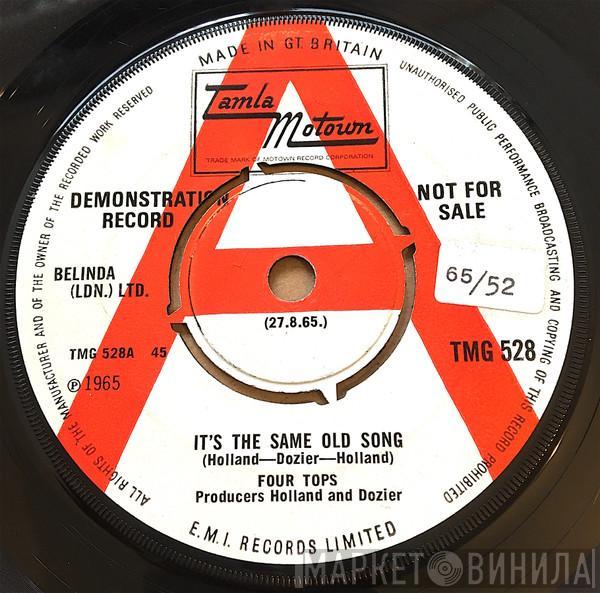 MADE IN GT. BRITAIN
UNAUTHORISED PUBLIC PERFORMANCE BROADCASTING AND COPYING OF THIS RECORD PROHIBITED
ALL RIGHTS OF THE MANUFACTURER AND OF THE OWNER OF THE RECORDED WORK RESERVED
Tamla
Motown
TRADE MARK OF MOTOWN RECORD CORPORATION
DEMONSTRATION
RECORD
NOT FOR
SALE
BELINDA
(LDN.) LTD.
65/52
(27.8.65.)
TMG 528A 45
TMG 528
Ⓟ 1965
IT'S THE SAME OLD SONG
(Holland—Dozier—Holland)
FOUR TOPS
Producers Holland and Dozier
E.M.I. RECORDS LIMITED
МАРКЕТ ВИНИЛА